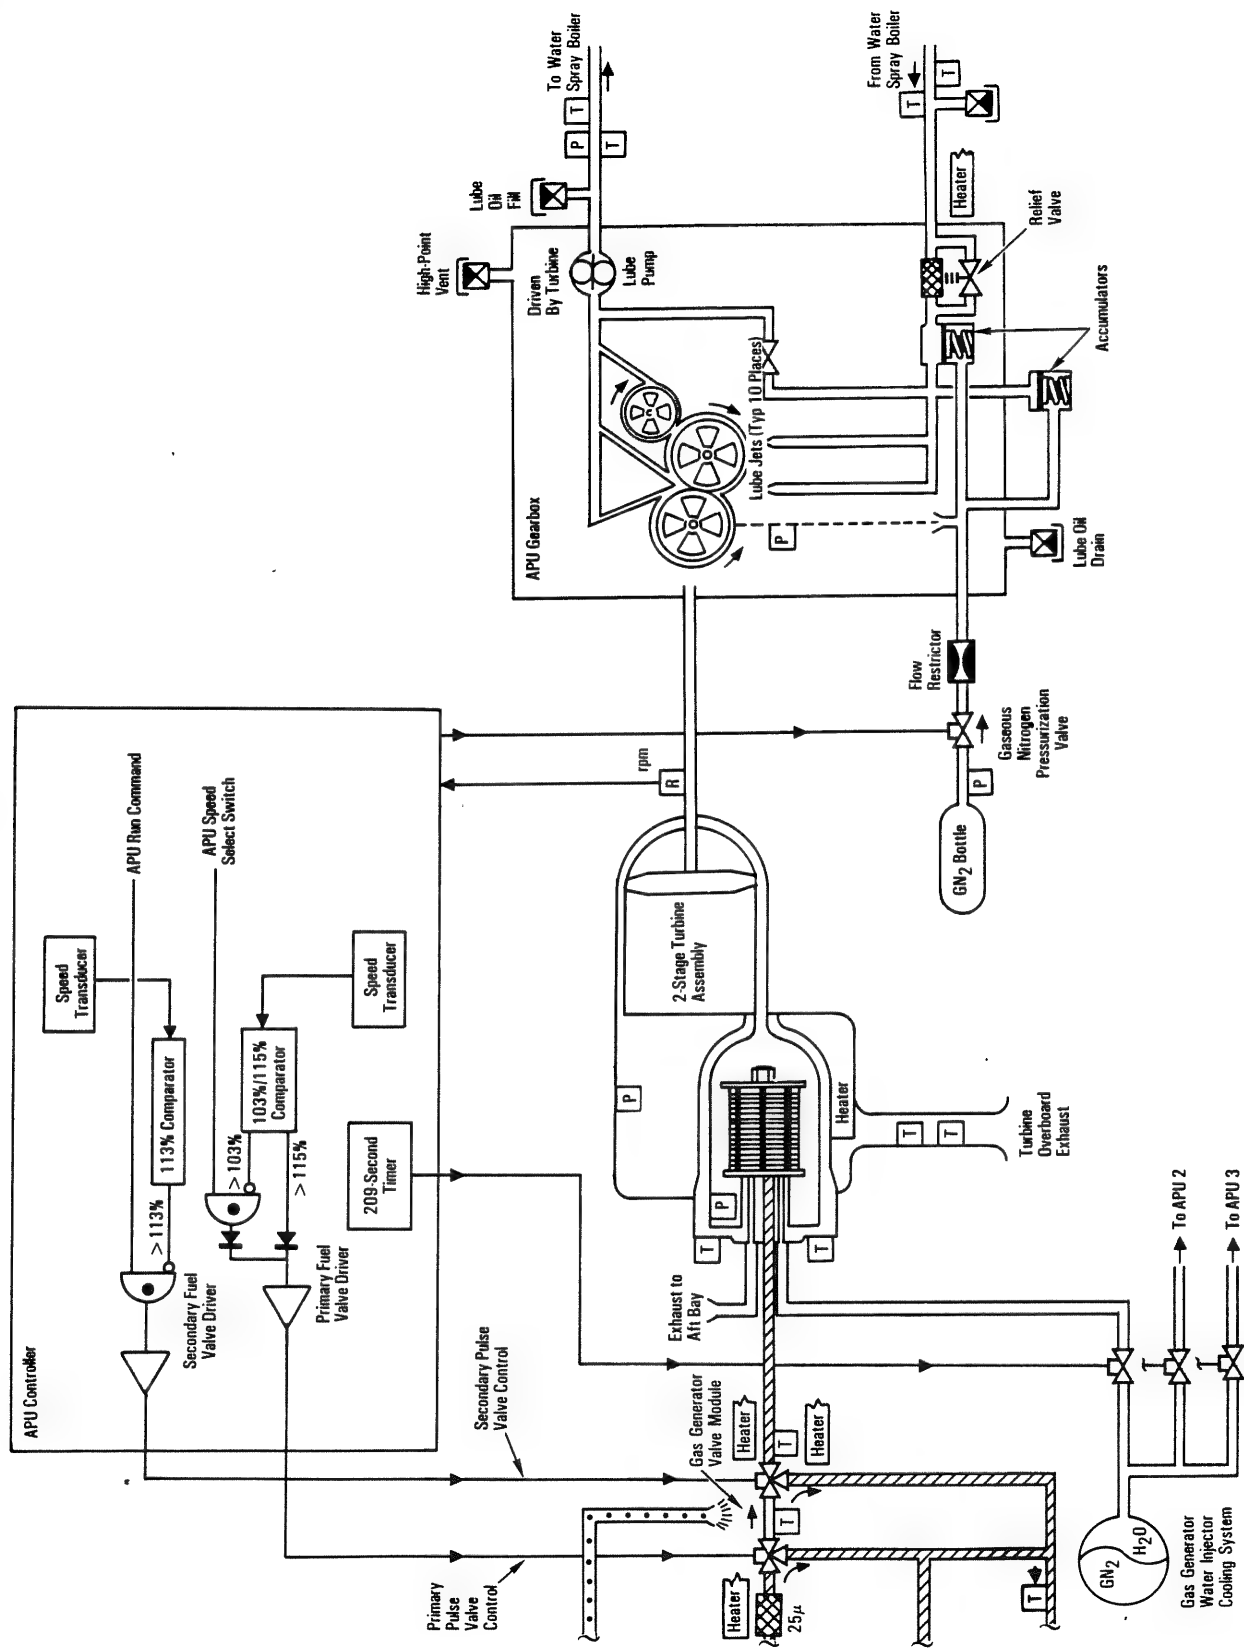 APU Controller
Speed
Transducer
APU Run Command
113% Comparator
>113%
Secondary Fuel
Valve Driver
APU Speed
Select Switch
103%/115%
Comparator
>103%
>115%
Speed
Transducer
Primary Fuel
Valve Driver
209-Second
Timer
Primary
Pulse
Valve
Control
Secondary Pulse
Valve Control
Gas Generator
Valve Module
Heater
25μ
T
Heater
T
Heater
T
Exhaust to
Aft Bay
T
P
T
P
Heater
T
T
Turbine
Overboard
Exhaust
2-Stage Turbine
Assembly
R
rpm
GN2
H2O
Gas Generator
Water Injector
Cooling System
To APU 2
To APU 3
GN2 Bottle
P
Gaseous
Nitrogen
Pressurization
Valve
Flow
Restrictor
APU Gearbox
High-Point
Vent
Driven
By Turbine
Lube
Pump
Lube
Oil
Fill
P
T
T
To Water
Spray Boiler
P
Lube Jets (Typ 10 Places)
Lube Oil
Drain
Accumulators
Relief
Valve
Heater
T
T
From Water
Spray Boiler